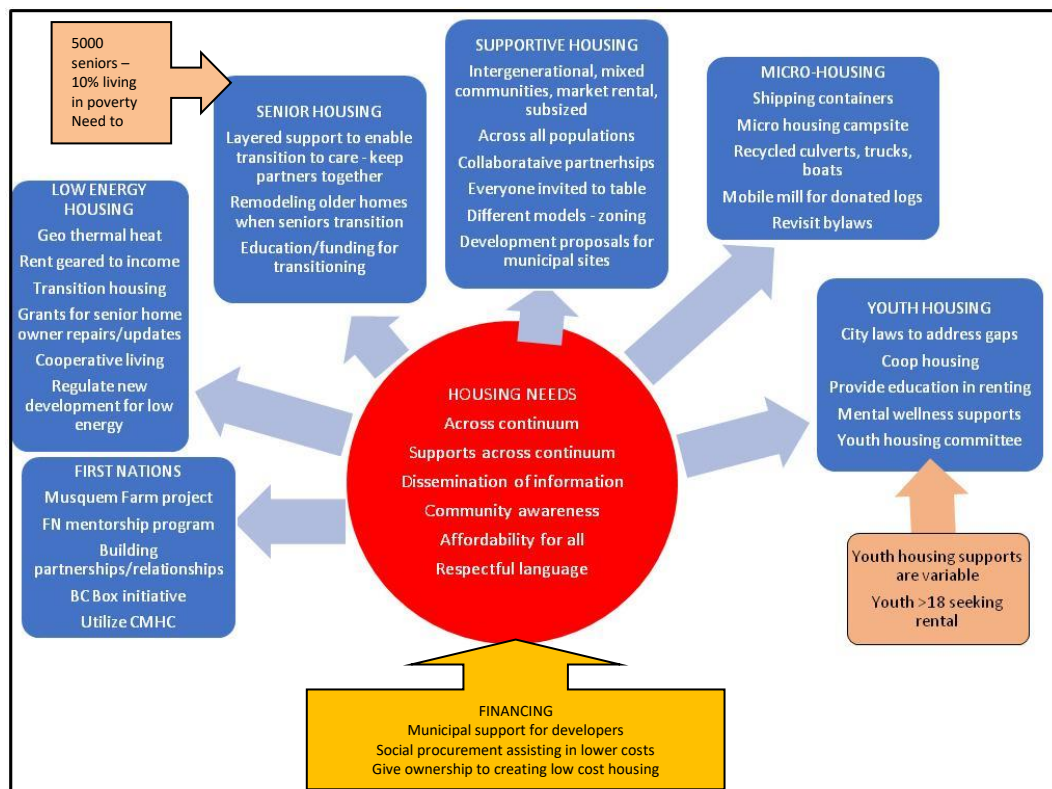 5000
seniors –
10% living
in poverty
Need to
SENIOR HOUSING
Layered support to enable
transition to care - keep
partners together
Remodeling older homes
when seniors transition
Education/funding for
transitioning
SUPPORTIVE HOUSING
Intergenerational, mixed
communities, market rental,
subsized
Across all populations
Collaborataive partnerhsips
Everyone invited to table
Different models - zoning
Development proposals for
municipal sites
MICRO-HOUSING
Shipping containers
Micro housing campsite
Recycled culverts, trucks,
boats
Mobile mill for donated logs
Revisit bylaws
LOW ENERGY
HOUSING
Geo thermal heat
Rent geared to income
Transition housing
Grants for senior home
owner repairs/updates
Cooperative living
Regulate new
development for low
energy
YOUTH HOUSING
City laws to address gaps
Coop housing
Provide education in renting
Mental wellness supports
Youth housing committee
HOUSING NEEDS
Across continuum
Supports across continuum
Dissemination of information
Community awareness
Affordability for all
Respectful language
FIRST NATIONS
Musquem Farm project
FN mentorship program
Building
partnerships/relationships
BC Box initiative
Utilize CMHC
Youth housing supports
are variable
Youth >18 seeking
rental
FINANCING
Municipal support for developers
Social procurement assisting in lower costs
Give ownership to creating low cost housing